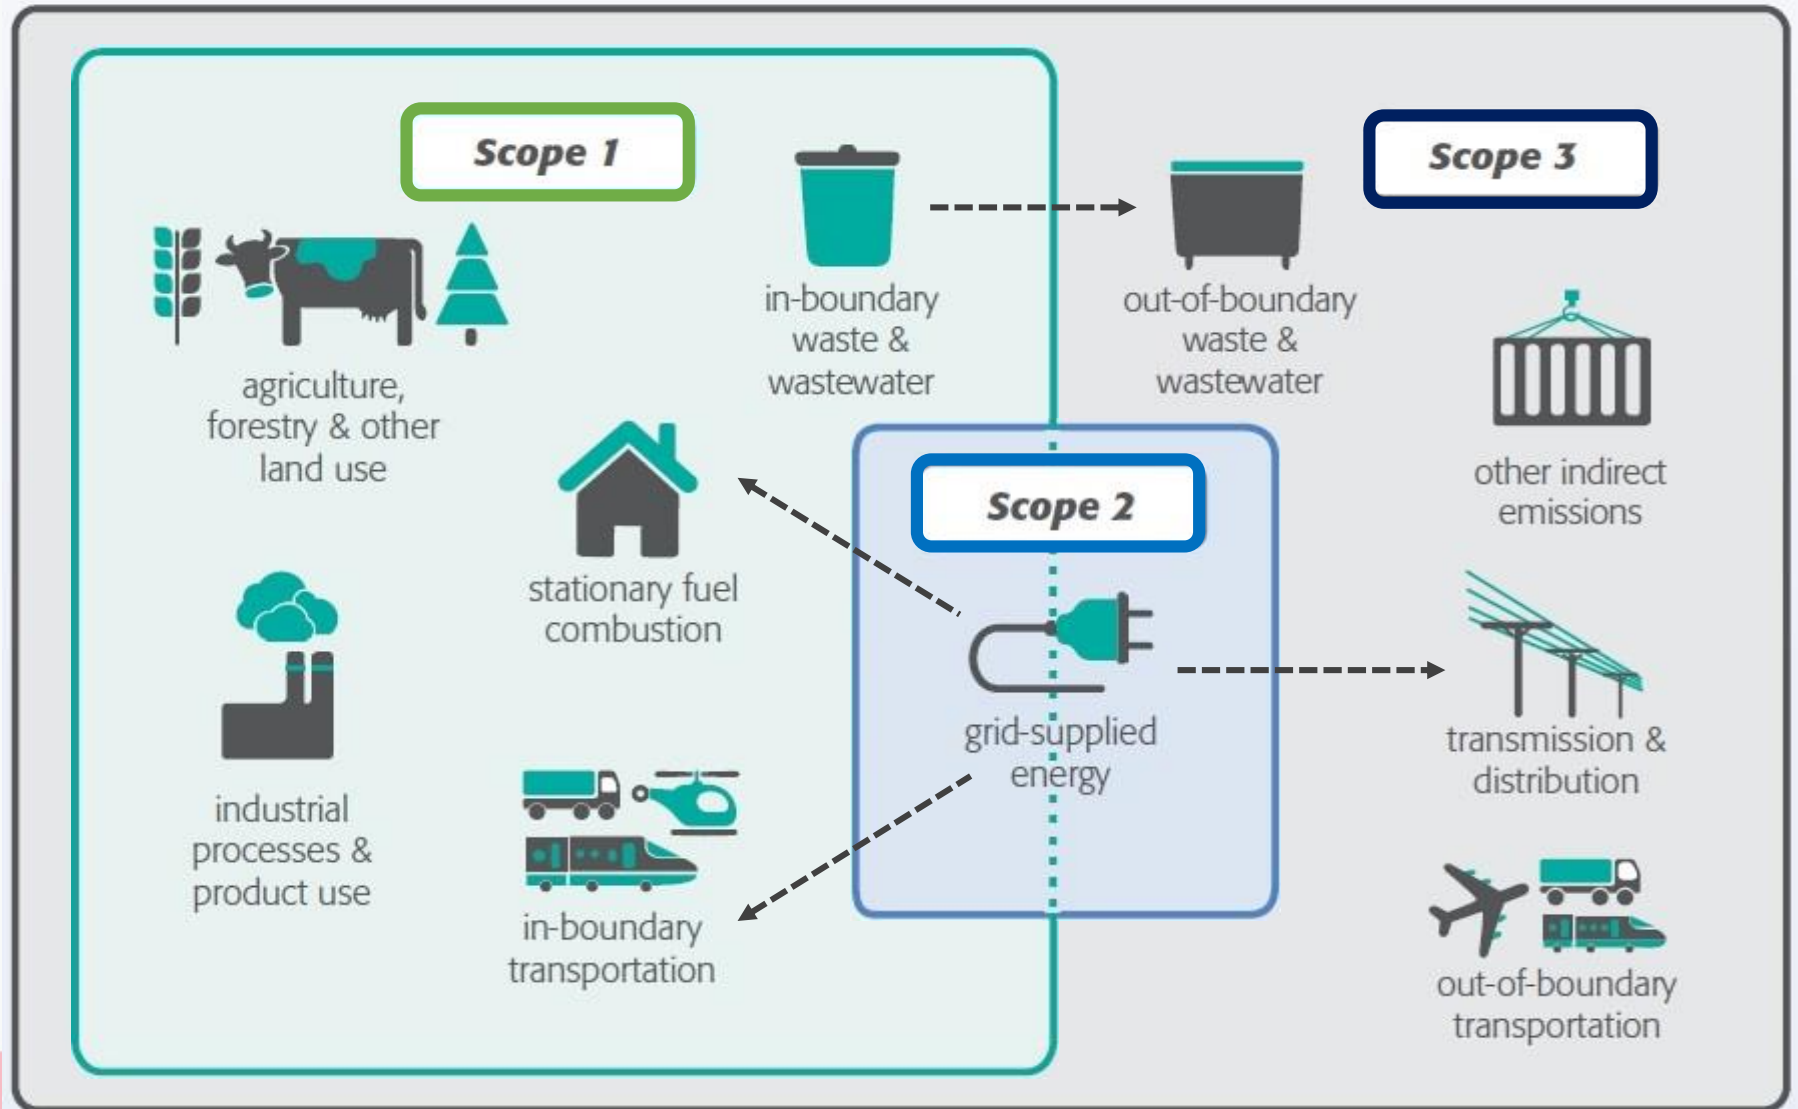 Scope 1
Scope 3
in-boundary
waste &
wastewater
out-of-boundary
waste &
wastewater
agriculture,
forestry & other
land use
other indirect
emissions
Scope 2
stationary fuel
combustion
grid-supplied
energy
transmission &
distribution
industrial
processes &
product use
in-boundary
transportation
out-of-boundary
transportation